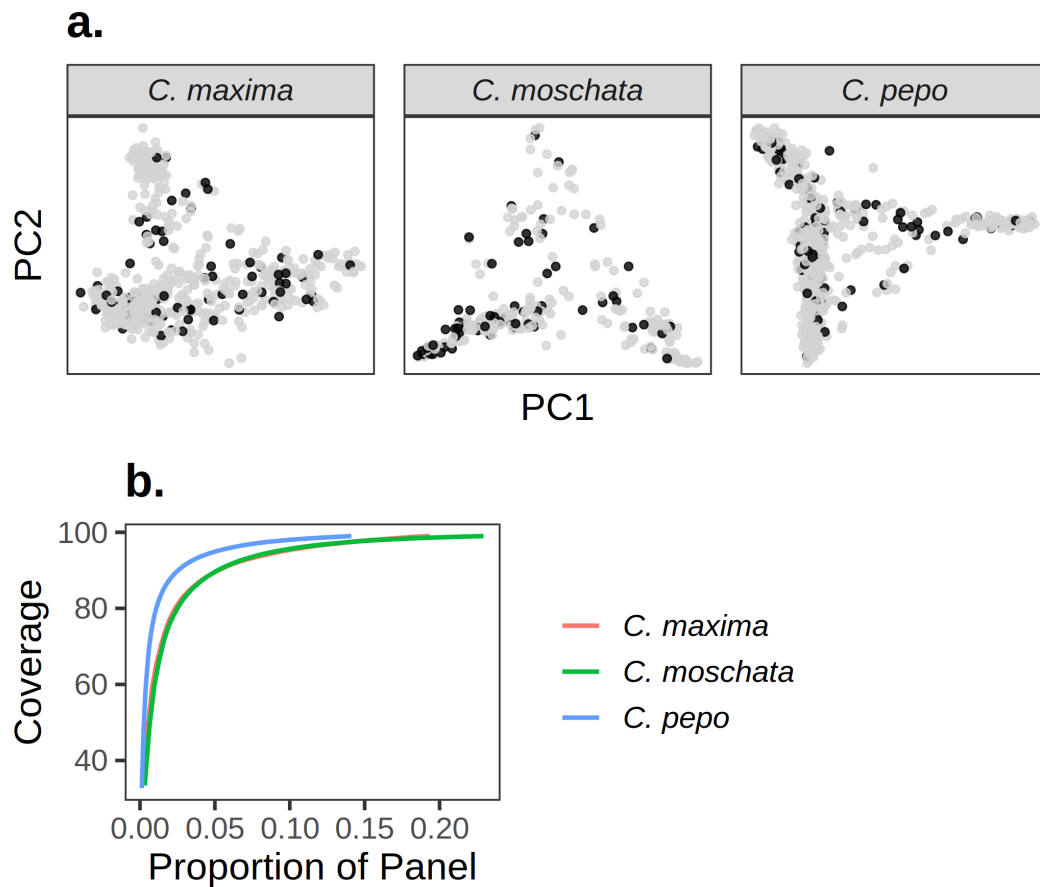 a.
C. maxima
C. moschata
C. pepo
PC2
PC1
b.
100
80
60
40
Coverage
0.00 0.05 0.10 0.15 0.20
Proportion of Panel
C. maxima
C. moschata
C. pepo